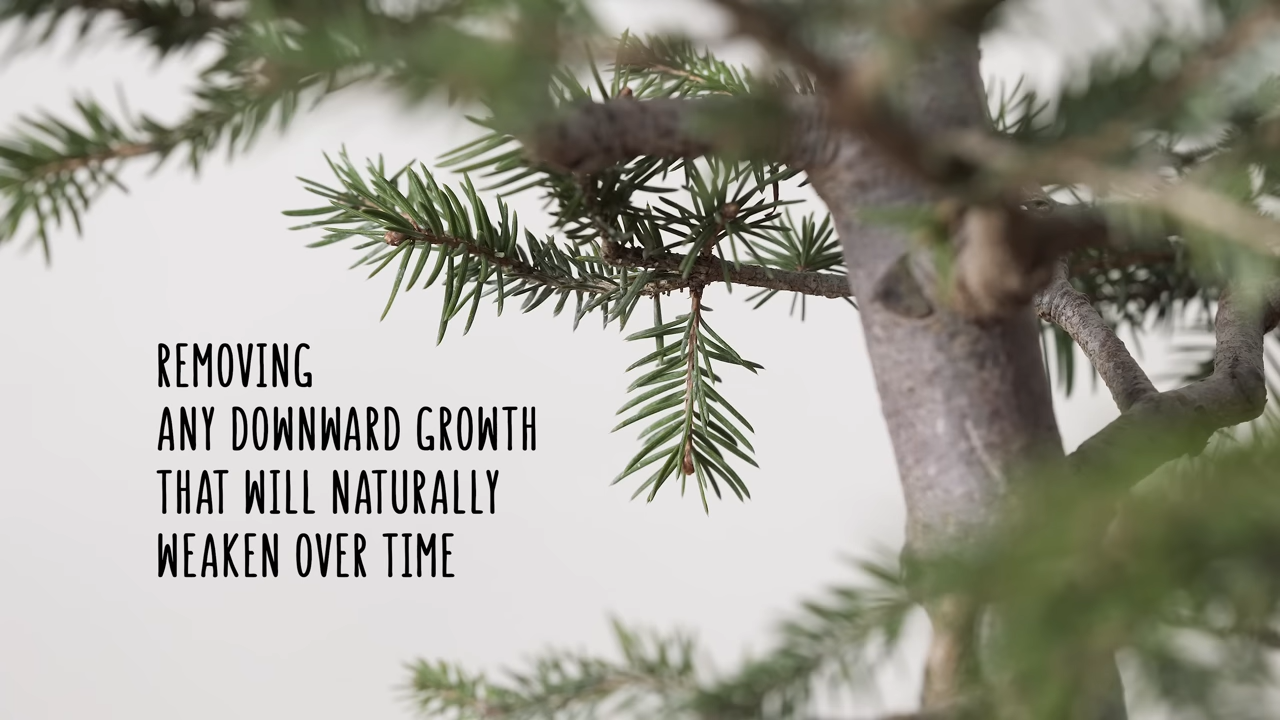 REMOVING
ANY DOWNWARD GROWTH
THAT WILL NATURALLY
WEAKEN OVER TIME